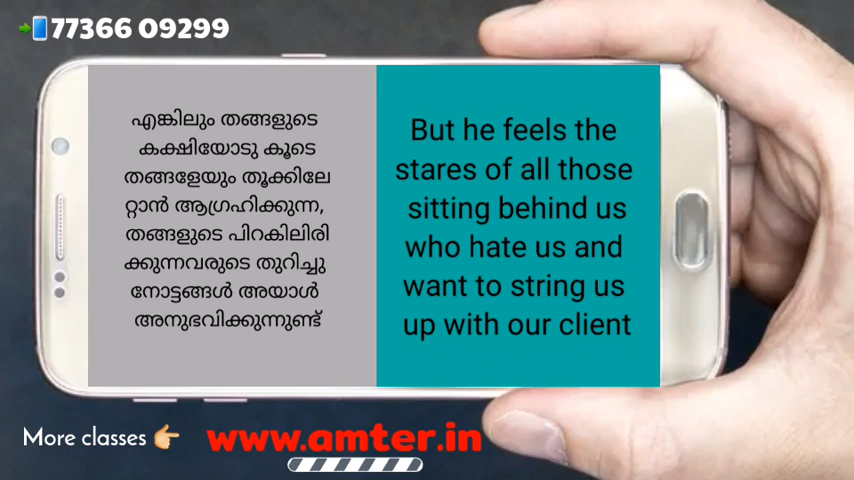 77366 09299
എങ്കിലും തങ്ങളുടെ
കക്ഷിയോടു കൂടെ
തങ്ങളേയും തൂക്കിലേ
റ്റാൻ ആഗ്രഹിക്കുന്ന,
തങ്ങളുടെ പിറകിലിരി
ക്കുന്നവരുടെ തുറിച്ചു
നോട്ടങ്ങൾ അയാൾ
അനുഭവിക്കുന്നുണ്ട്
But he feels the
stares of all those
sitting behind us
who hate us and
want to string us
up with our client
More classes
www.amter.in